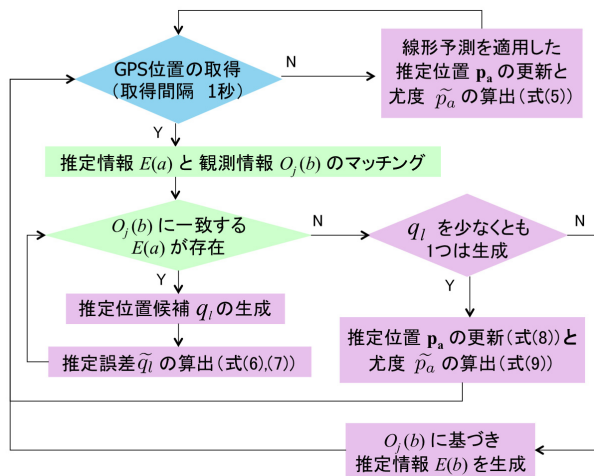 GPS位置の取得
(取得間隔 1秒)
N
線形予測を適用した
推定位置 pₐ の更新と
尤度 p̃ₐ の算出(式(5))
Y
推定情報 E(a) と 観測情報 Oⱼ(b) のマッチング
Oⱼ(b) に一致する
E(a) が存在
N
qₗ を少なくとも
1つは生成
N
Y
Y
推定位置候補 qₗ の生成
推定誤差 q̃ₗ の算出(式(6),(7))
推定位置 pₐ の更新(式(8))と
尤度 p̃ₐ の算出(式(9))
Oⱼ(b) に基づき
推定情報 E(b) を生成